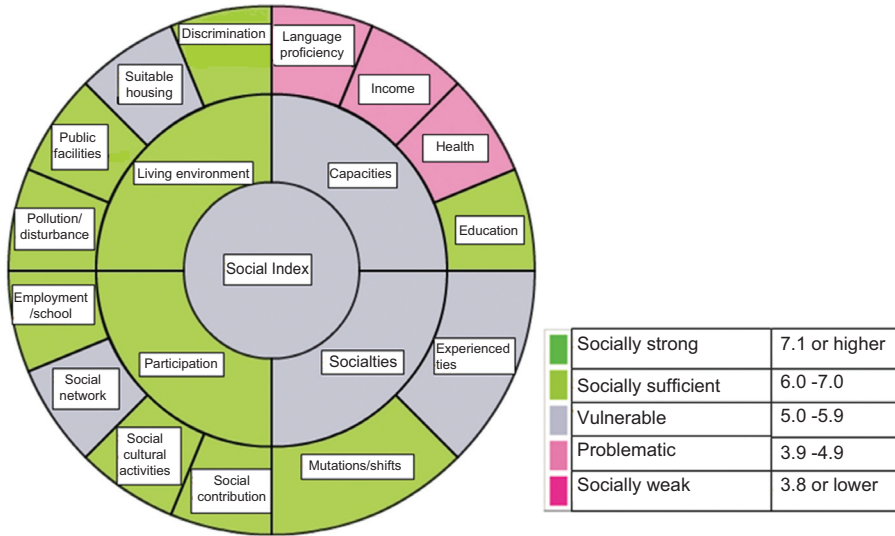 Discrimination
Language
proficiency
Suitable
housing
Income
Public
facilities
Health
Living environment
Capacities
Pollution/
disturbance
Education
Social Index
Employment
/school
Participation
Socialties
Experienced
ties
Social
network
Social
cultural
activities
Social
contribution
Mutations/shifts
Socially strong 7.1 or higher
Socially sufficient 6.0 -7.0
Vulnerable 5.0 -5.9
Problematic 3.9 -4.9
Socially weak 3.8 or lower